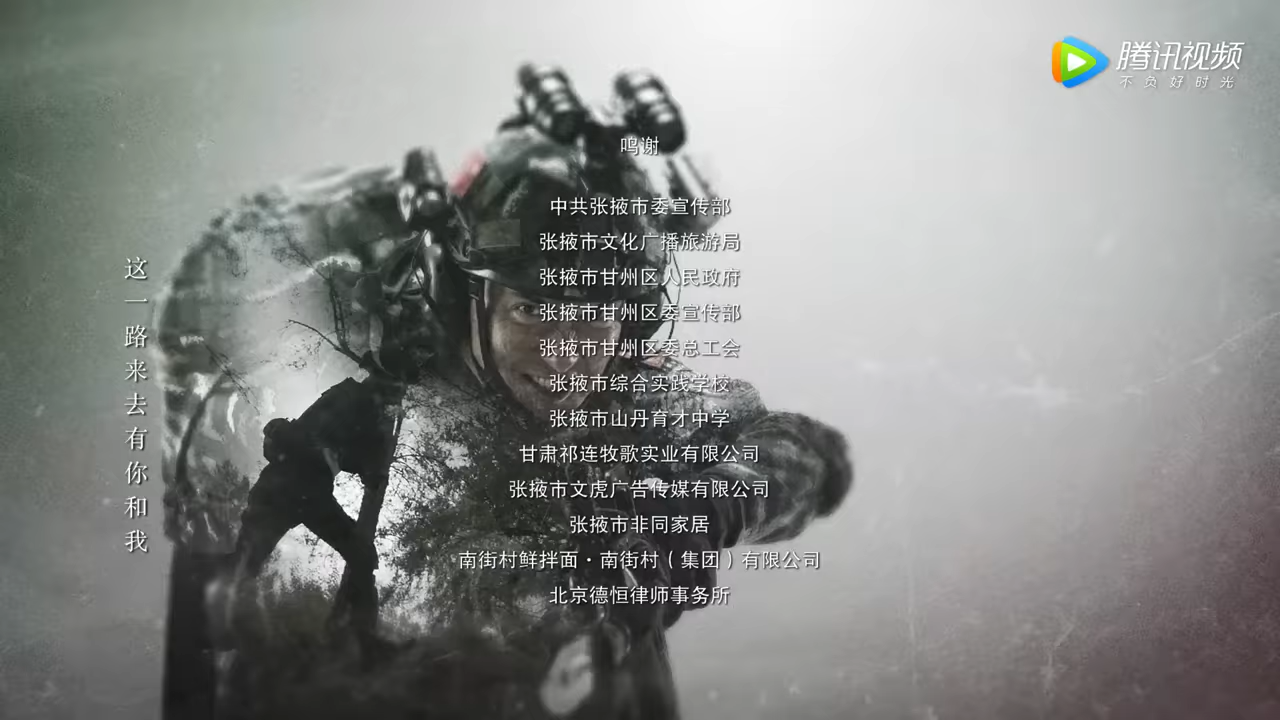 腾讯视频
不负好时光
鸣谢
中共张掖市委宣传部
张掖市文化广播旅游局
张掖市甘州区人民政府
张掖市甘州区委宣传部
张掖市甘州区委总工会
张掖市综合实践学校
张掖市山丹育才中学
甘肃祁连牧歌实业有限公司
张掖市文虎广告传媒有限公司
张掖市非同家居
南街村鲜拌面·南街村（集团）有限公司
北京德恒律师事务所
这一路来去有你和我